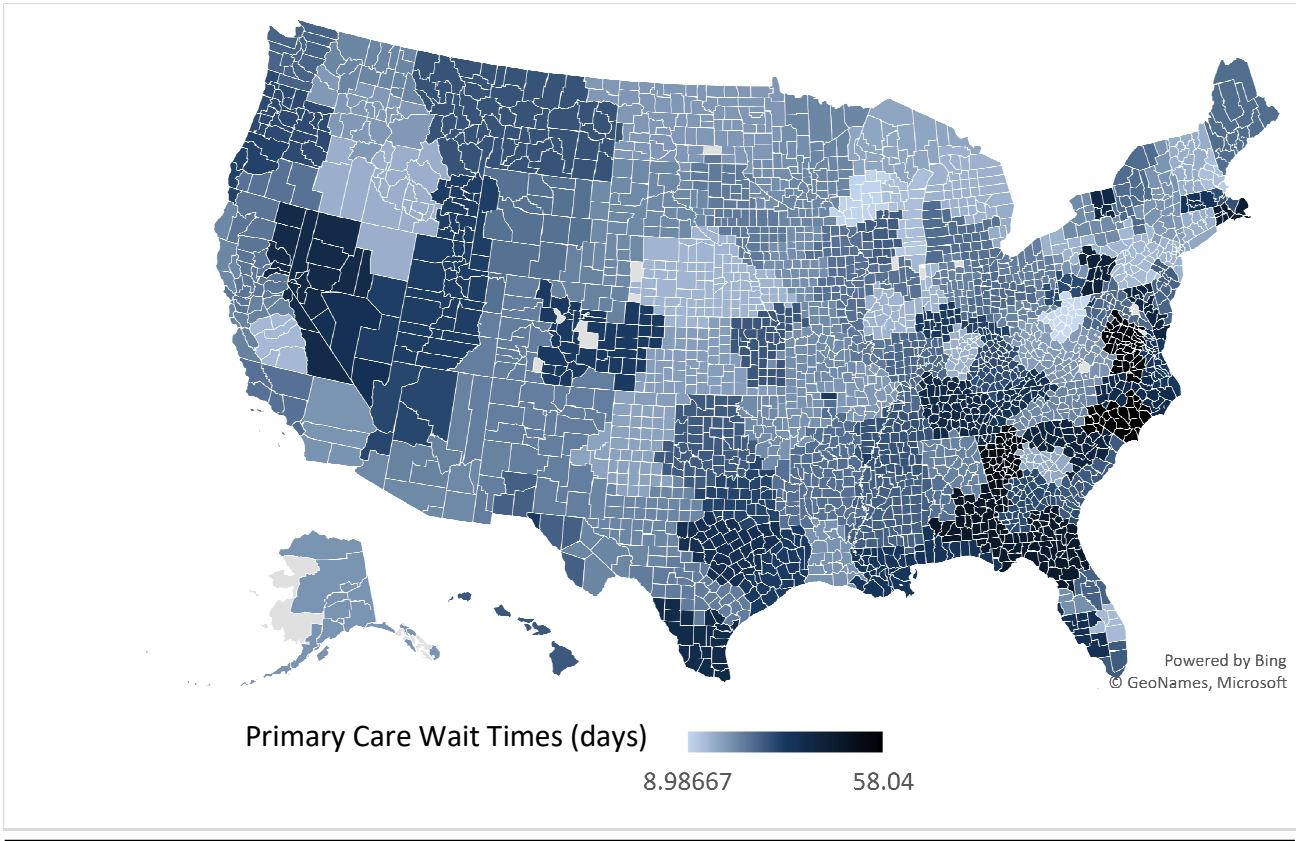 Powered by Bing
© GeoNames, Microsoft
Primary Care Wait Times (days)
8.98667 58.04